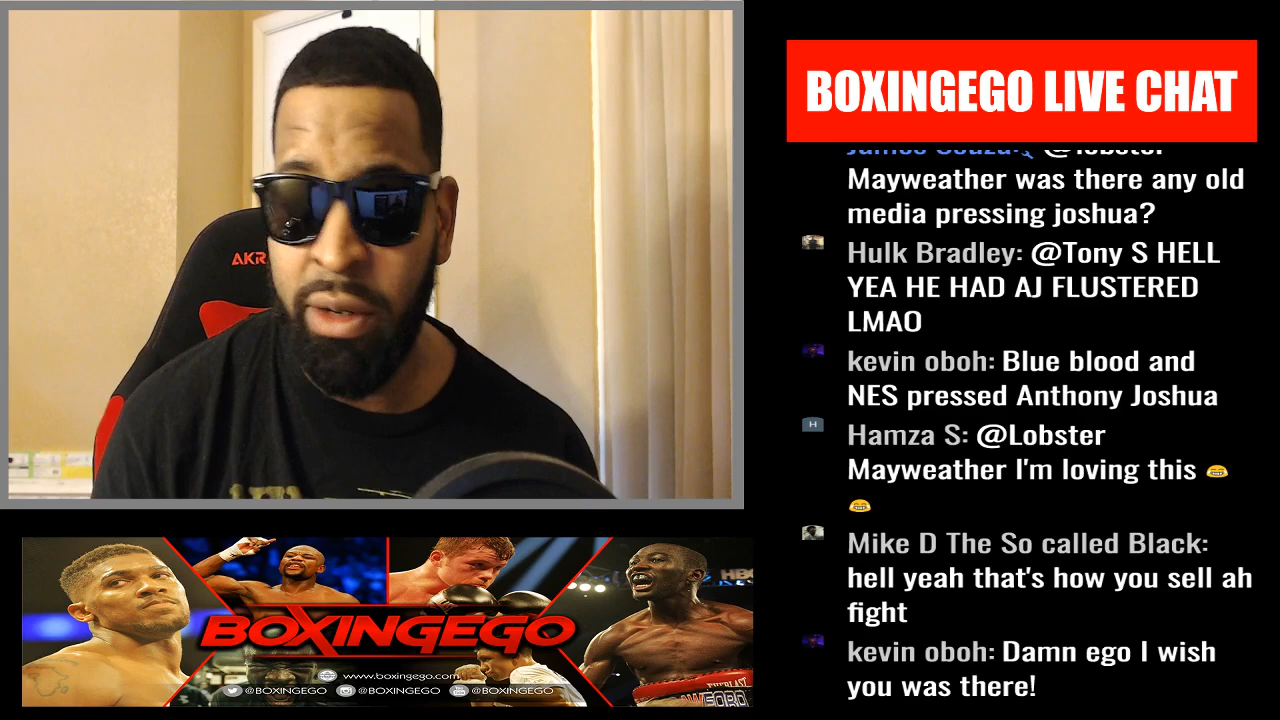 AKR
BOXINGEGO LIVE CHAT
Mayweather was there any old
media pressing joshua?
Hulk Bradley: @Tony S HELL
YEA HE HAD AJ FLUSTERED
LMAO
kevin oboh: Blue blood and
NES pressed Anthony Joshua
H
Hamza S: @Lobster
Mayweather I'm loving this 😂
😂
Mike D The So called Black:
hell yeah that's how you sell ah
fight
kevin oboh: Damn ego I wish
you was there!
HBO
BOXINGEGO
www.boxingego.com
@BOXINGEGO @BOXINGEGO @BOXINGEGO
EVERLAST